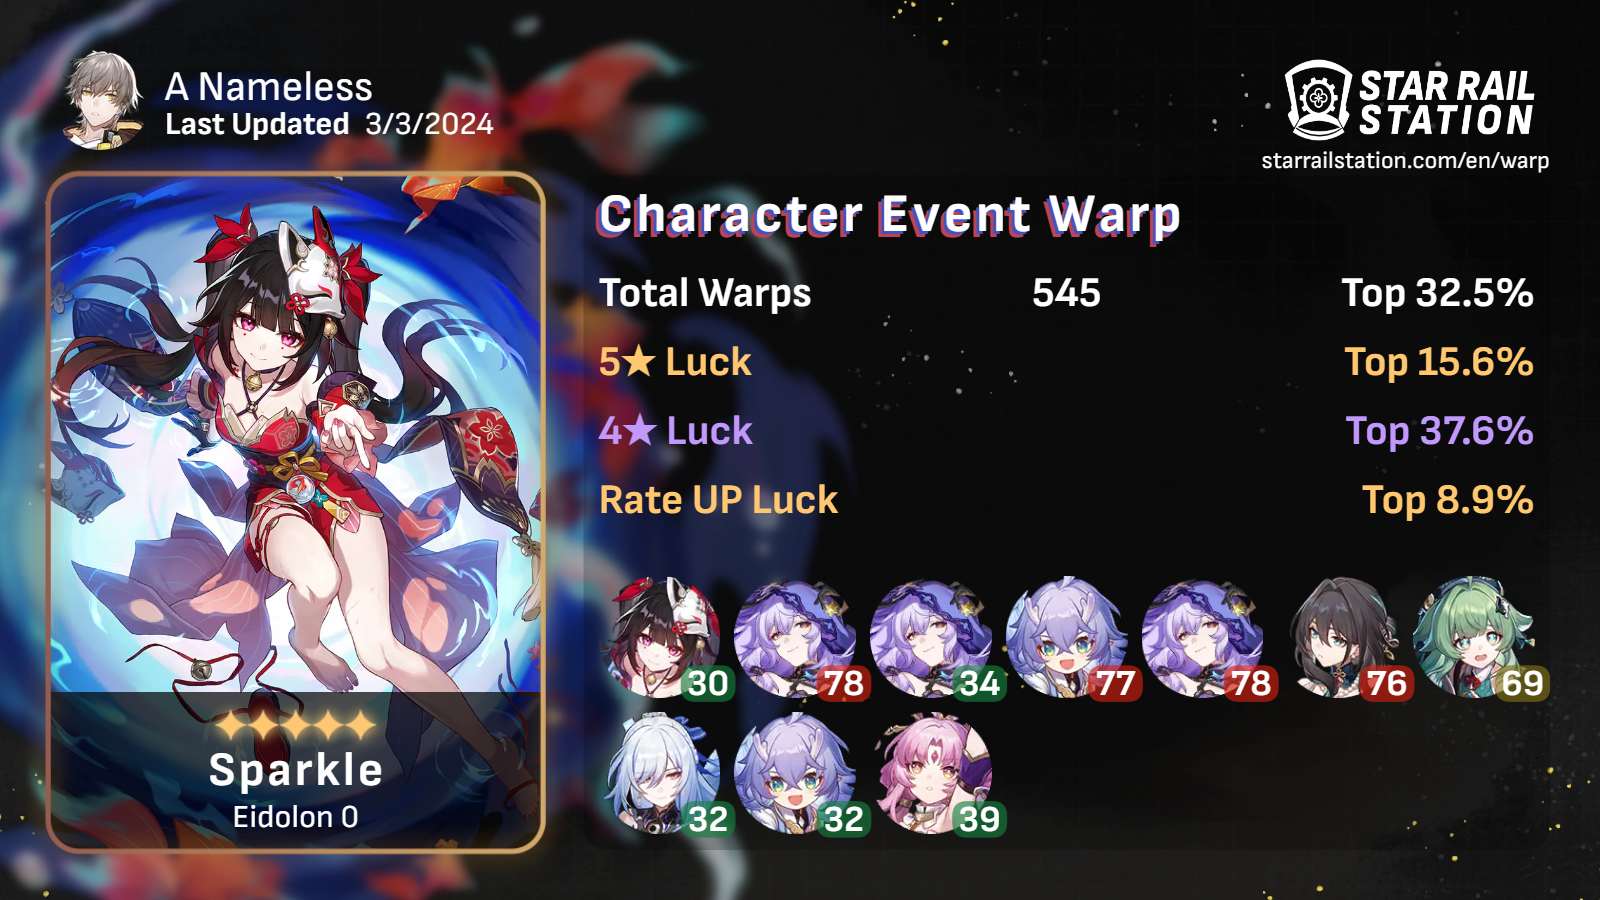 A Nameless
Last Updated 3/3/2024
STAR RAIL
STATION
starrailstation.com/en/warp
Character Event Warp
Total Warps 545 Top 32.5%
5★ Luck Top 15.6%
4★ Luck Top 37.6%
Rate UP Luck Top 8.9%
30 78 34 77 78 76 69
32 32 39
Sparkle
Eidolon 0